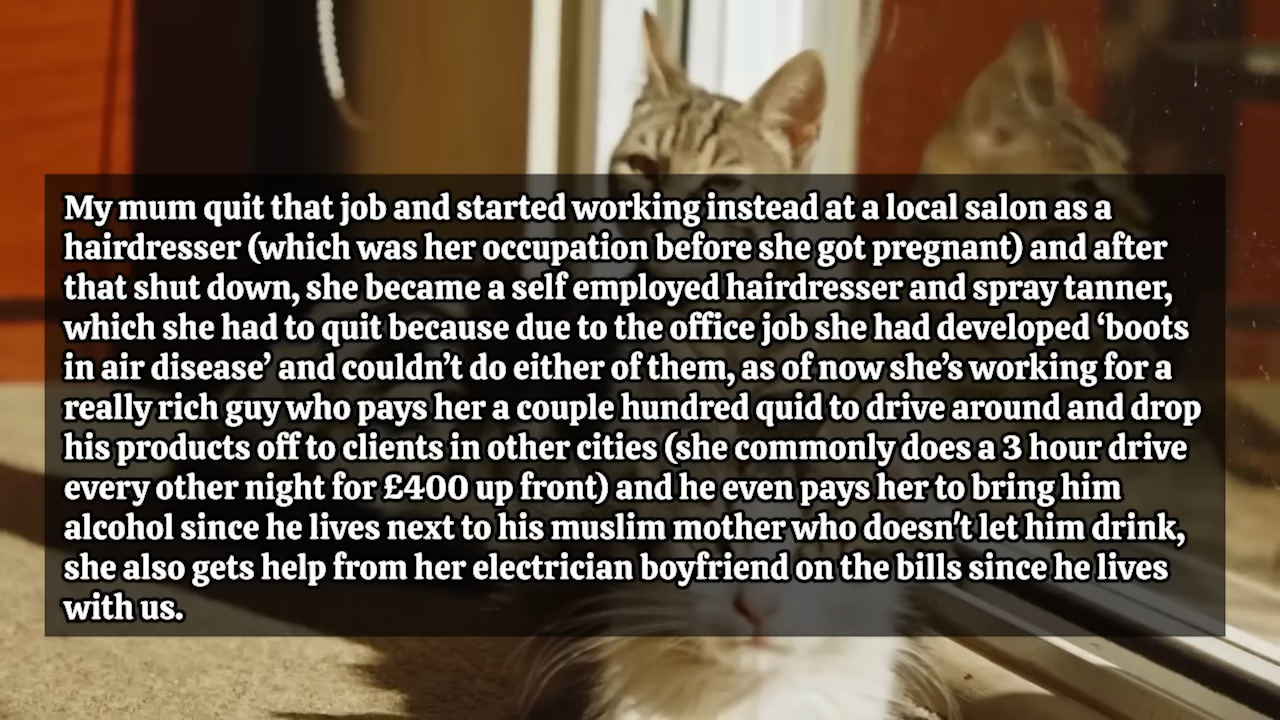 My mum quit that job and started working instead at a local salon as a
hairdresser (which was her occupation before she got pregnant) and after
that shut down, she became a self employed hairdresser and spray tanner,
which she had to quit because due to the office job she had developed ‘boots
in air disease’ and couldn’t do either of them, as of now she’s working for a
really rich guy who pays her a couple hundred quid to drive around and drop
his products off to clients in other cities (she commonly does a 3 hour drive
every other night for £400 up front) and he even pays her to bring him
alcohol since he lives next to his muslim mother who doesn't let him drink,
she also gets help from her electrician boyfriend on the bills since he lives
with us.